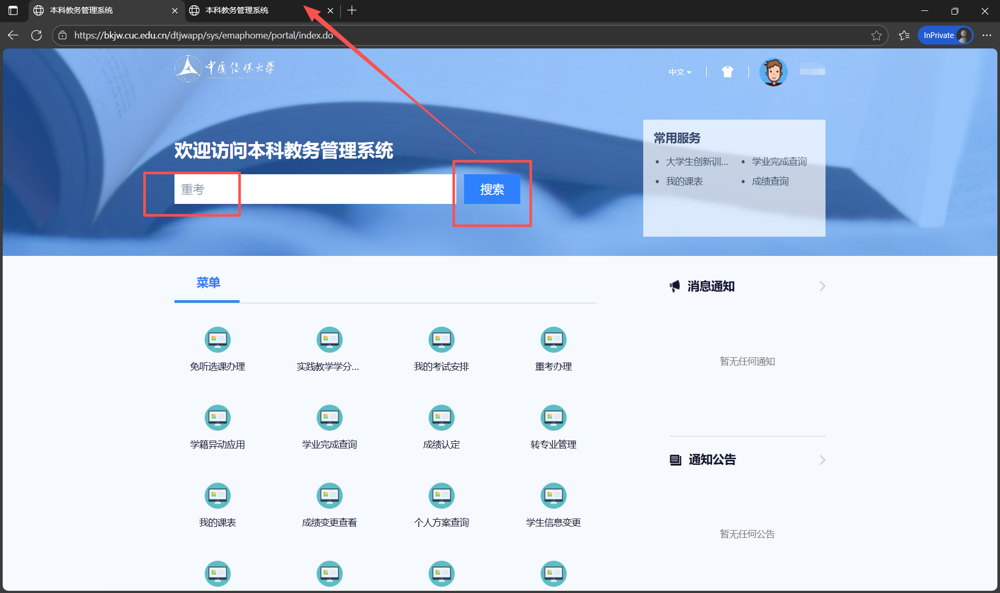 本科教务管理系统
本科教务管理系统
https://bkjw.cuc.edu.cn/dtjwapp/sys/emaphome/portal/index.do
InPrivate
中国传媒大学
中文
欢迎访问本科教务管理系统
重考
搜索
常用服务
大学生创新训...
学业完成查询
我的课表
成绩查询
菜单
免听选课办理
实践教学学分...
我的考试安排
重考办理
学籍异动应用
学业完成查询
成绩认定
转专业管理
我的课表
成绩变更查看
个人方案查询
学生信息变更
消息通知
暂无任何通知
通知公告
暂无任何公告